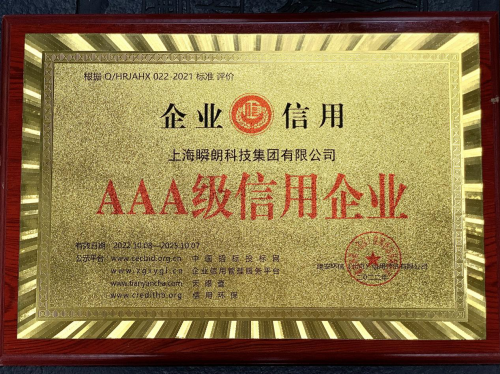 根据 Q/HRJAHX 022-2021 标准 评价
企业 信用
上海瞬朗科技集团有限公司
AAA级信用企业
有效日期：2022.10.08—2025.10.07
公示平台：www.cecbid.org.cn 中国招标投标网
www.zgxygl.cn 企业信用管理服务平台
www.tianyancha.com 天眼查
www.credithb.org 信用环保